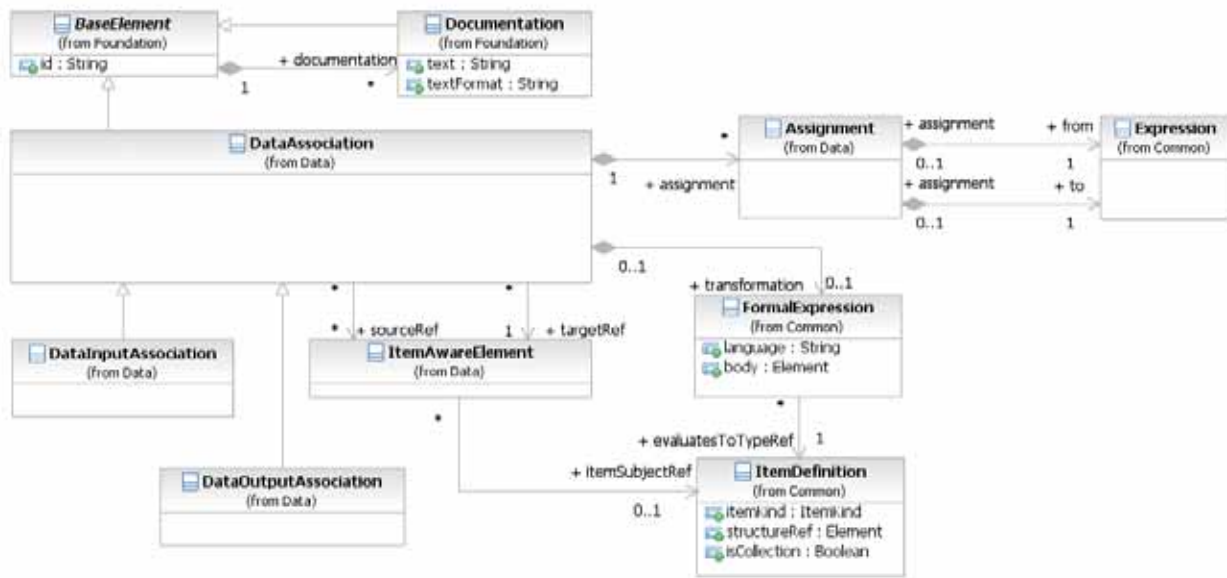 BaseElement
(from Foundation)
id : String
Documentation
(from Foundation)
text : String
textFormat : String
+ documentation
1
*
DataAssociation
(from Data)
1
*
+ assignment
Assignment
(from Data)
+ assignment
0..1
+ from
1
+ assignment
0..1
+ to
1
Expression
(from Common)
0..1
+ transformation
0..1
*
* + sourceRef
*
1 + targetRef
FormalExpression
(from Common)
language : String
body : Element
DataInputAssociation
(from Data)
ItemAwareElement
(from Data)
*
*
+ evaluatesToTypeRef
1
+ itemSubjectRef
0..1
DataOutputAssociation
(from Data)
ItemDefinition
(from Common)
itemKind : ItemKind
structureRef : Element
isCollection : Boolean